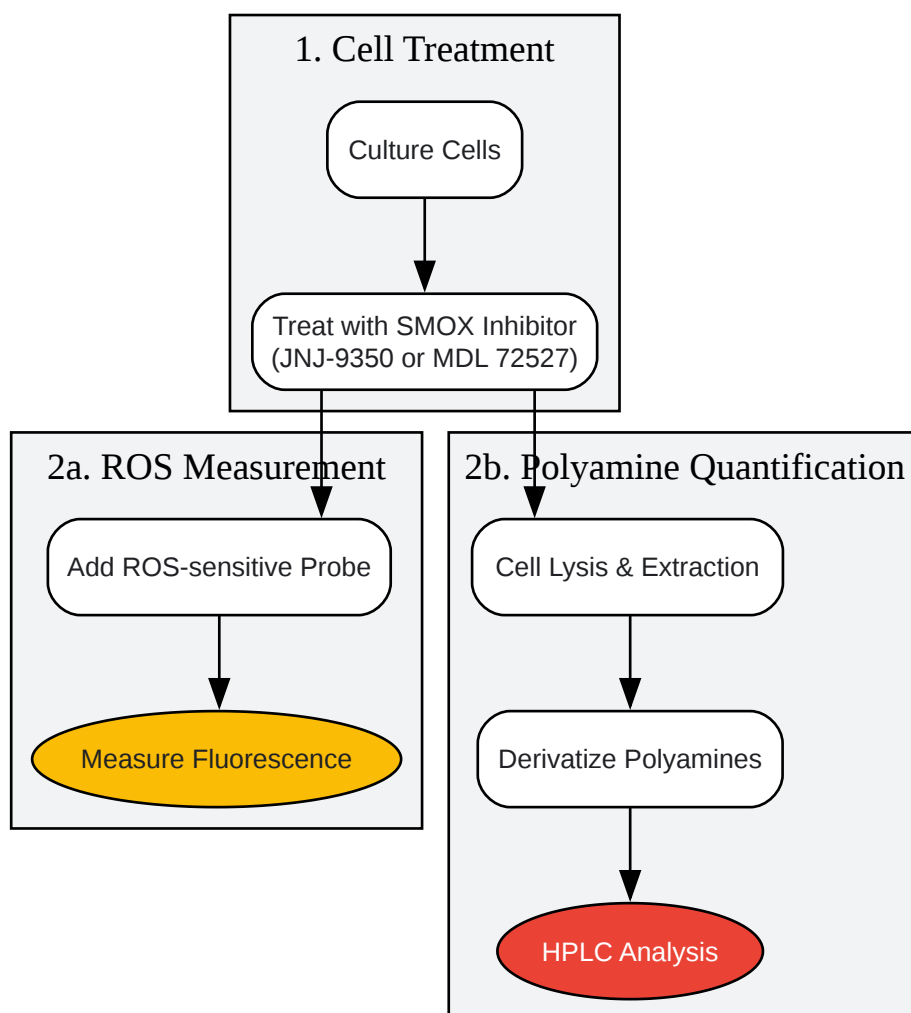 1. Cell Treatment
Culture Cells
Treat with SMOX Inhibitor
(JNJ-9350 or MDL 72527)
2a. ROS Measurement
Add ROS-sensitive Probe
Measure Fluorescence
2b. Polyamine Quantification
Cell Lysis & Extraction
Derivatize Polyamines
HPLC Analysis